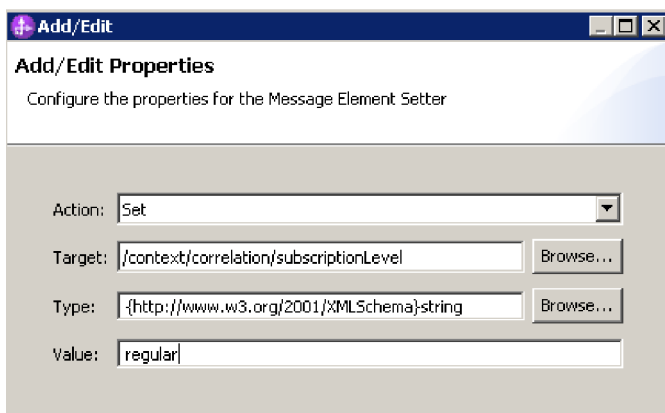 Add/Edit
Add/Edit Properties
Configure the properties for the Message Element Setter
Action: Set
Target: /context/correlation/subscriptionLevel Browse...
Type: {http://www.w3.org/2001/XMLSchema}string Browse...
Value: regular